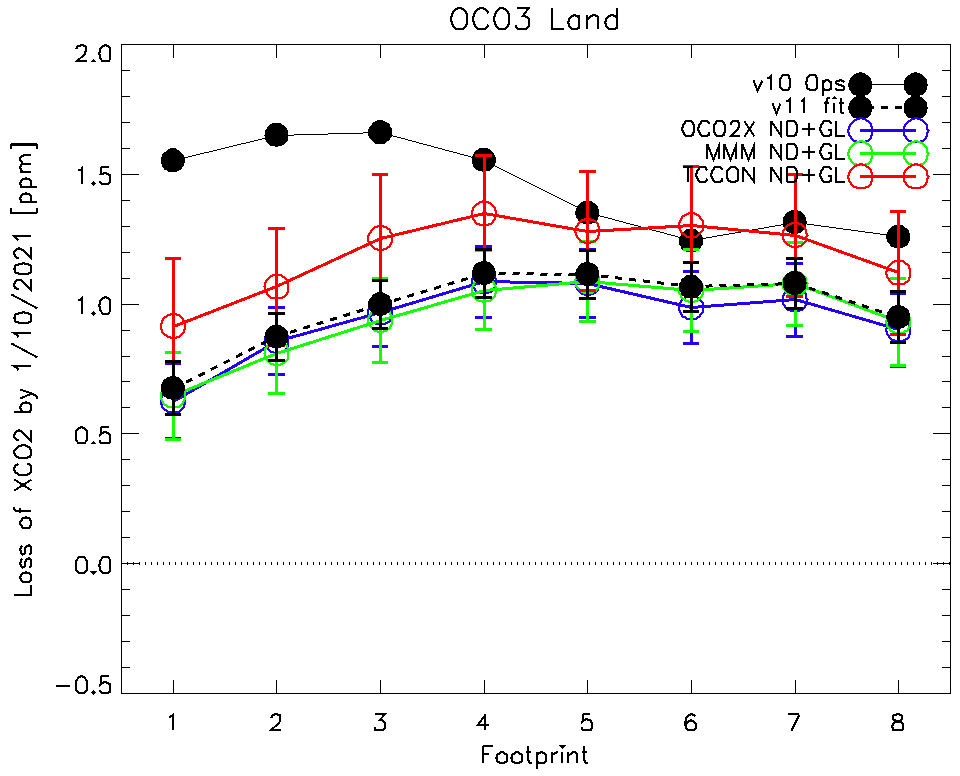 OCO3 Land
Loss of XCO2 by 1/10/2021 [ppm]
2.0
1.5
1.0
0.5
0.0
-0.5
v10 Ops
v11 fit
OCO2X ND+GL
MMM ND+GL
TCCON ND+GL
1 2 3 4 5 6 7 8
Footprint